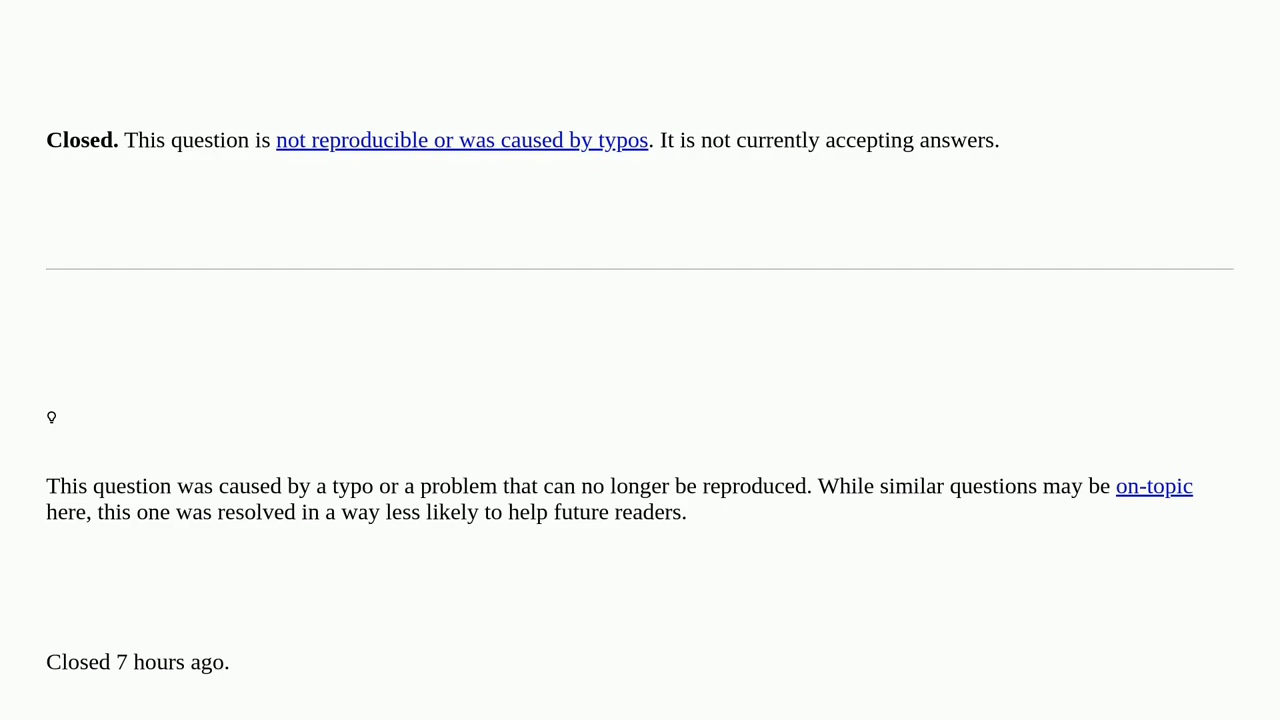 Closed. This question is not reproducible or was caused by typos. It is not currently accepting answers.
This question was caused by a typo or a problem that can no longer be reproduced. While similar questions may be on-topic
here, this one was resolved in a way less likely to help future readers.
Closed 7 hours ago.